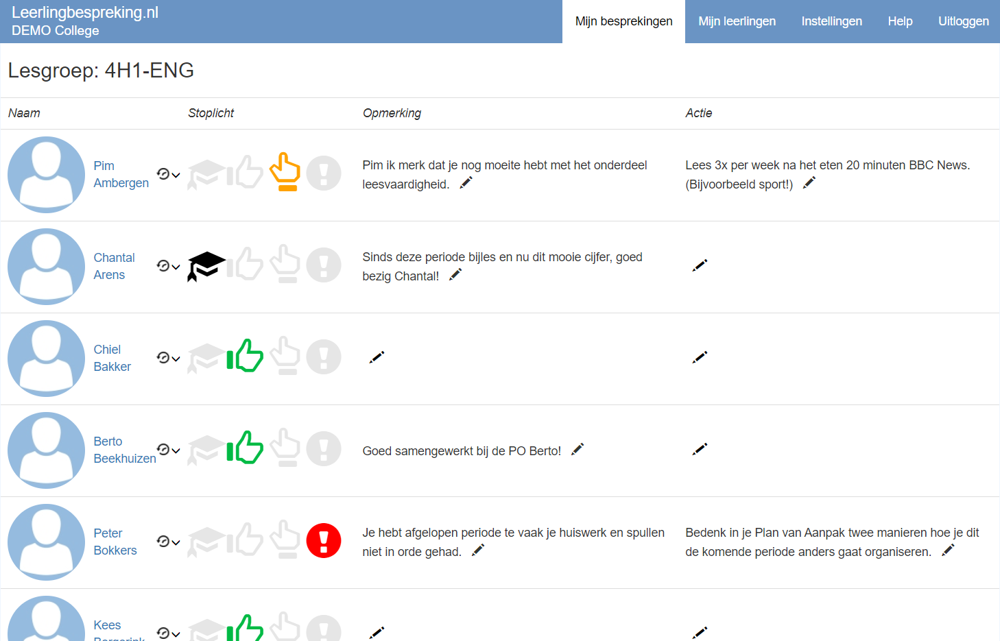 Leerlingbespreking.nl
DEMO College
Mijn besprekingen
Mijn leerlingen
Instellingen
Help
Uitloggen
Lesgroep: 4H1-ENG
Naam
Stoplicht
Opmerking
Actie
Pim
Ambergen
Pim ik merk dat je nog moeite hebt met het onderdeel
leesvaardigheid.
Lees 3x per week na het eten 20 minuten BBC News.
(Bijvoorbeeld sport!)
Chantal
Arens
Sinds deze periode bijles en nu dit mooie cijfer, goed
bezig Chantal!
Chiel
Bakker
Berto
Beekhuizen
Goed samengewerkt bij de PO Berto!
Peter
Bokkers
Je hebt afgelopen periode te vaak je huiswerk en spullen
niet in orde gehad.
Bedenk in je Plan van Aanpak twee manieren hoe je dit
de komende periode anders gaat organiseren.
Kees